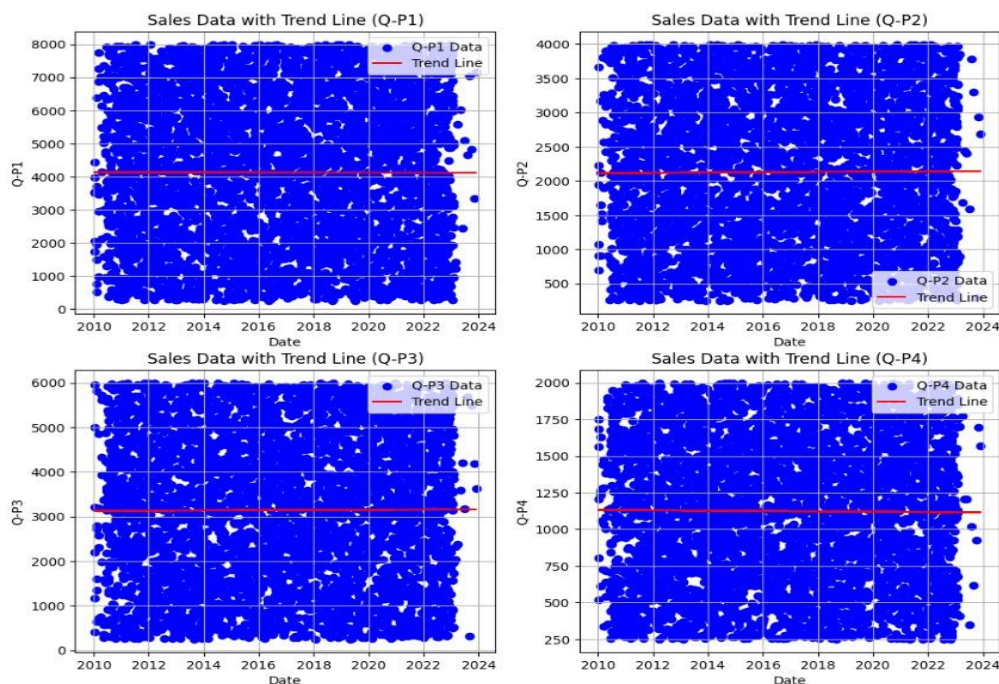 Sales Data with Trend Line (Q-P1)
8000
7000
6000
5000
4000
3000
2000
1000
0
Q-P1
Q-P1 Data
Trend Line
2010 2012 2014 2016 2018 2020 2022 2024
Date
Sales Data with Trend Line (Q-P2)
4000
3500
3000
2500
2000
1500
1000
500
Q-P2
Q-P2 Data
Trend Line
2010 2012 2014 2016 2018 2020 2022 2024
Date
Sales Data with Trend Line (Q-P3)
6000
5000
4000
3000
2000
1000
0
Q-P3
Q-P3 Data
Trend Line
2010 2012 2014 2016 2018 2020 2022 2024
Date
Sales Data with Trend Line (Q-P4)
2000
1750
1500
1250
1000
750
500
250
Q-P4
Q-P4 Data
Trend Line
2010 2012 2014 2016 2018 2020 2022 2024
Date